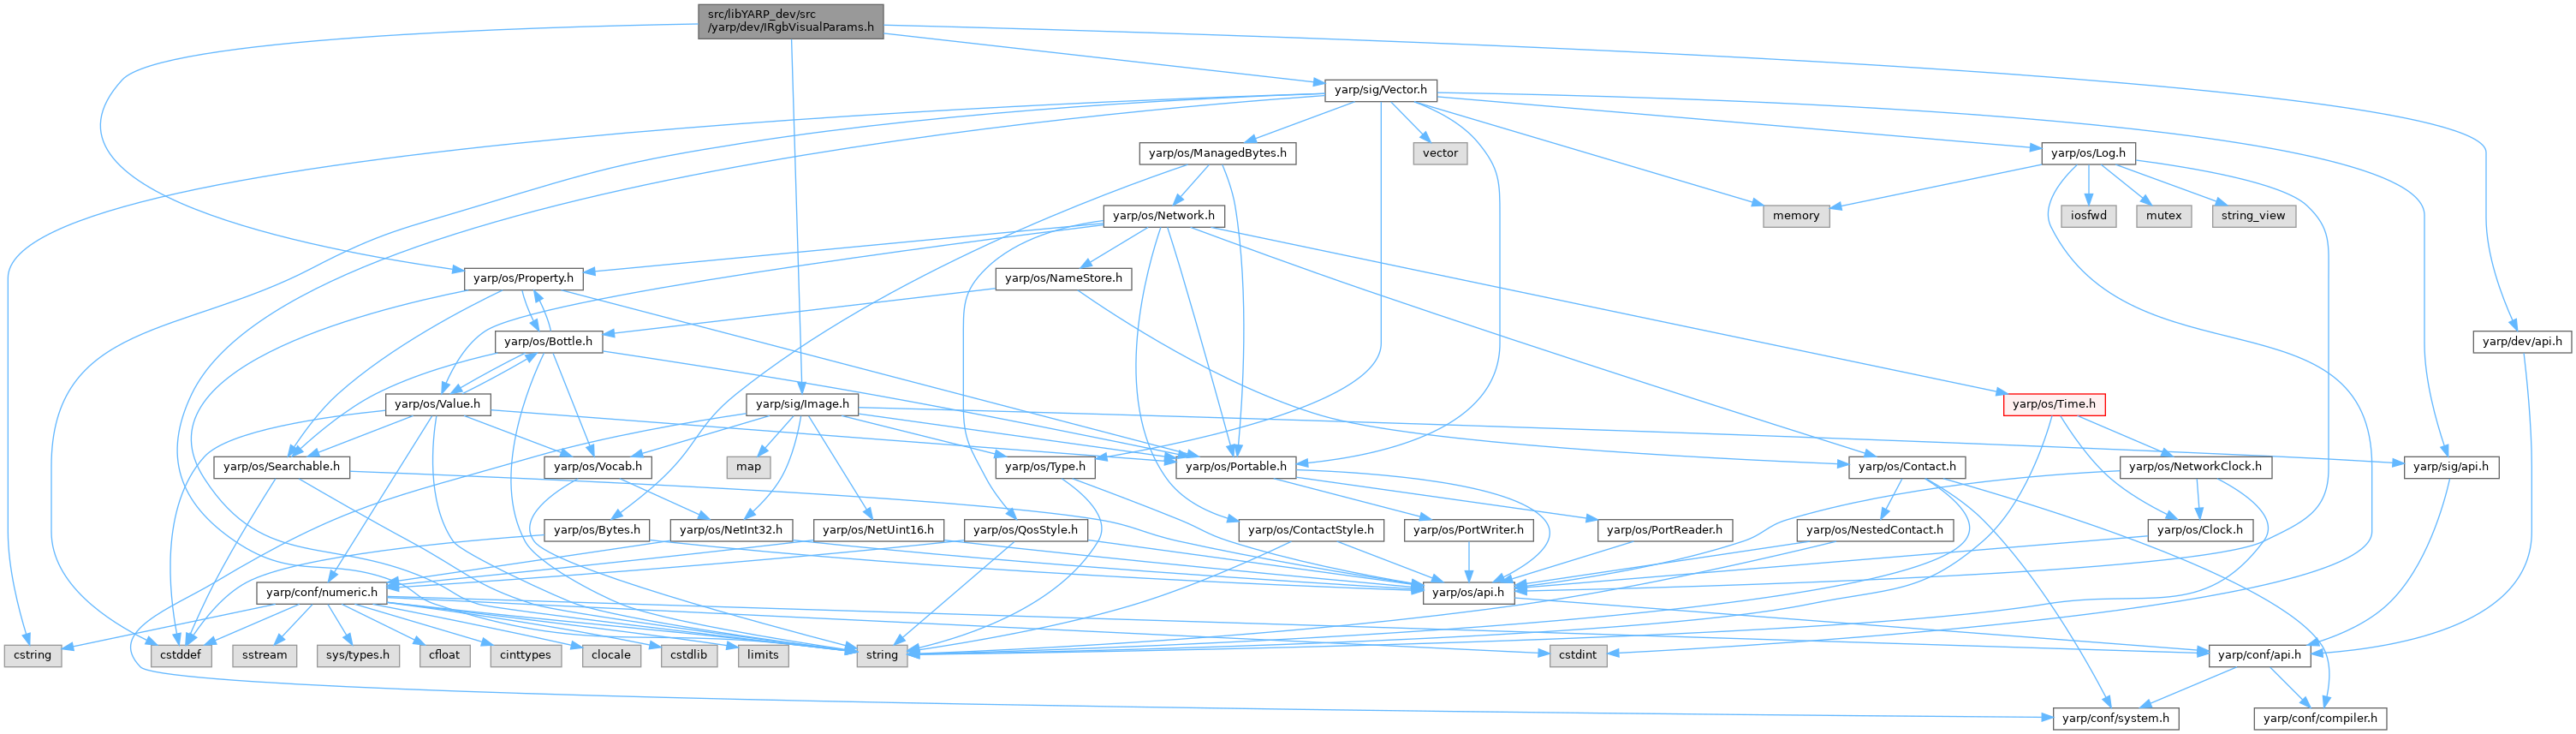 src/libYARP_dev/src
/yarp/dev/IRgbVisualParams.h
yarp/sig/Vector.h
yarp/os/ManagedBytes.h
vector
yarp/os/Log.h
yarp/os/Network.h
memory
iosfwd
mutex
string_view
yarp/os/Property.h
yarp/os/NameStore.h
yarp/os/Bottle.h
yarp/dev/api.h
yarp/os/Value.h
yarp/sig/Image.h
yarp/os/Time.h
yarp/os/Searchable.h
yarp/os/Vocab.h
map
yarp/os/Type.h
yarp/os/Portable.h
yarp/os/Contact.h
yarp/os/NetworkClock.h
yarp/sig/api.h
yarp/os/Bytes.h
yarp/os/NetInt32.h
yarp/os/NetUint16.h
yarp/os/QosStyle.h
yarp/os/ContactStyle.h
yarp/os/PortWriter.h
yarp/os/PortReader.h
yarp/os/NestedContact.h
yarp/os/Clock.h
yarp/conf/numeric.h
yarp/os/api.h
cstring
cstddef
sstream
sys/types.h
cfloat
cinttypes
clocale
cstdlib
limits
string
cstdint
yarp/conf/api.h
yarp/conf/system.h
yarp/conf/compiler.h